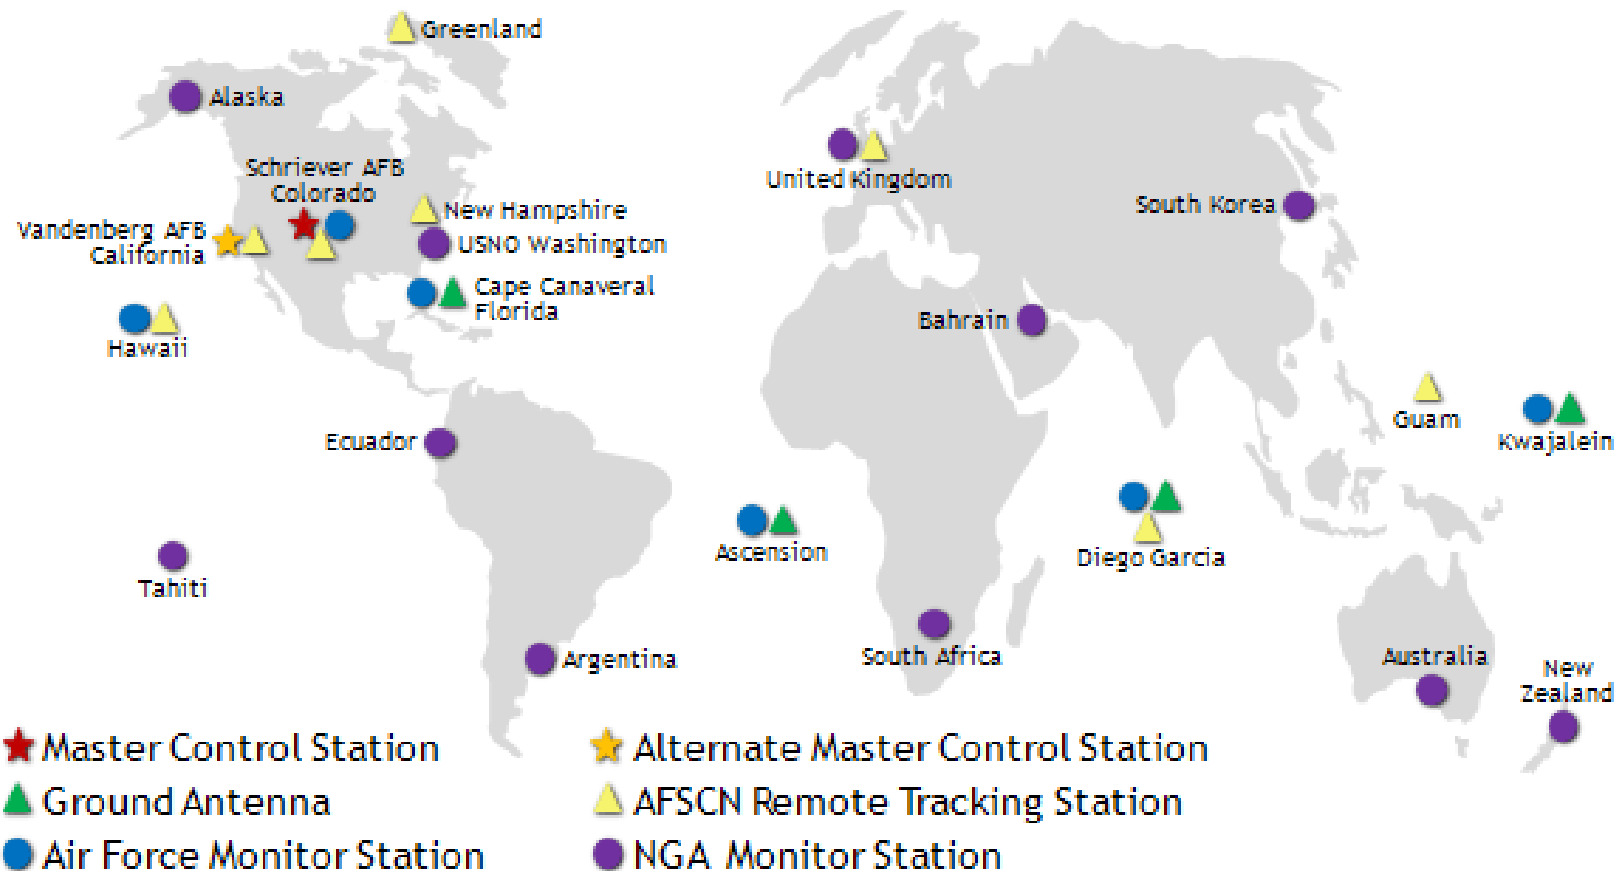 Greenland
Alaska
Schriever AFB
Colorado
United Kingdom
New Hampshire
South Korea
Vandenberg AFB
California
USNO Washington
Cape Canaveral
Florida
Bahrain
Hawaii
Guam
Kwajalein
Ecuador
Ascension
Diego Garcia
Tahiti
South Africa
Argentina
Australia
New
Zealand
Master Control Station
Alternate Master Control Station
Ground Antenna
AFSCN Remote Tracking Station
Air Force Monitor Station
NGA Monitor Station